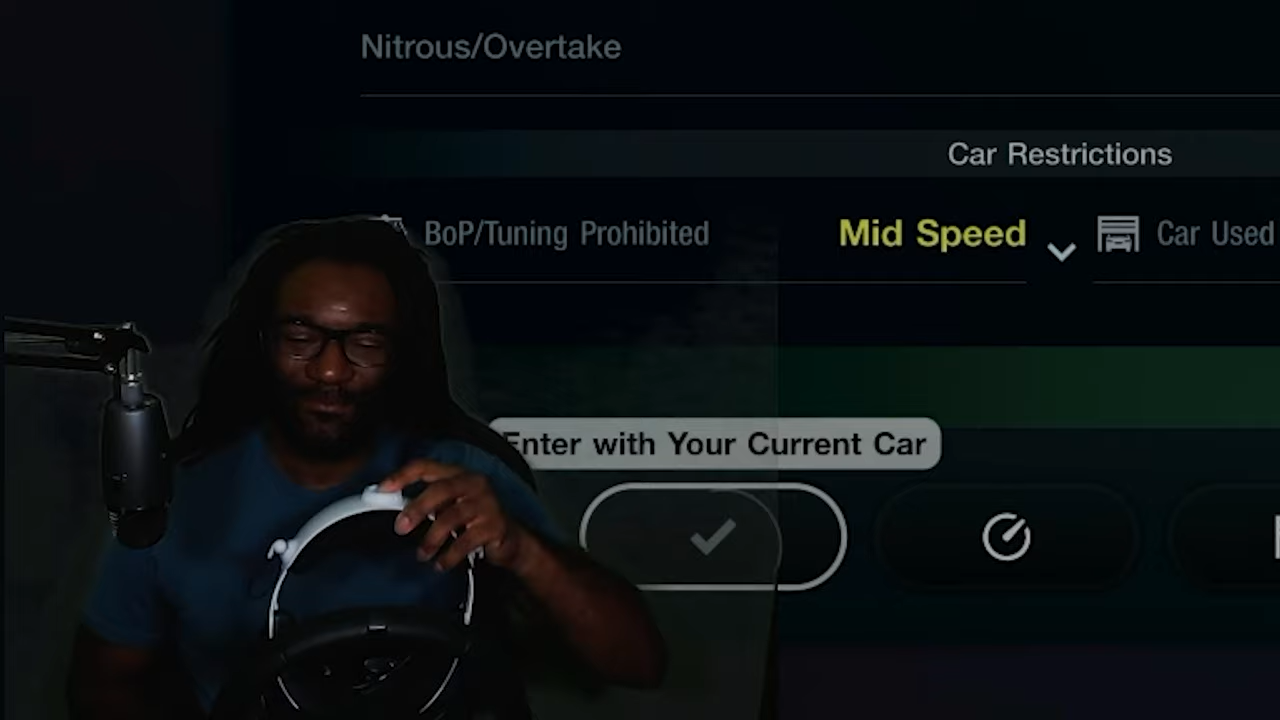 Nitrous/Overtake
Car Restrictions
BoP/Tuning Prohibited Mid Speed Car Used
Enter with Your Current Car